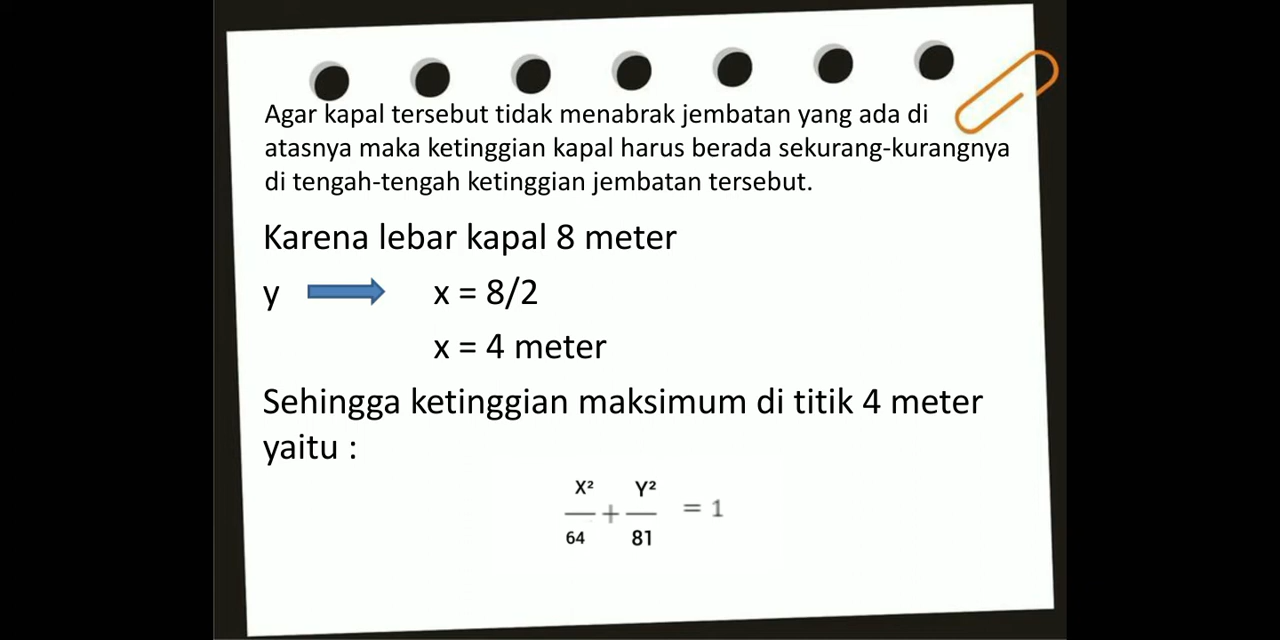 Agar kapal tersebut tidak menabrak jembatan yang ada di
atasnya maka ketinggian kapal harus berada sekurang-kurangnya
di tengah-tengah ketinggian jembatan tersebut.
Karena lebar kapal 8 meter
y x = 8/2
x = 4 meter
Sehingga ketinggian maksimum di titik 4 meter
yaitu :
X² Y²
+ = 1
64 81